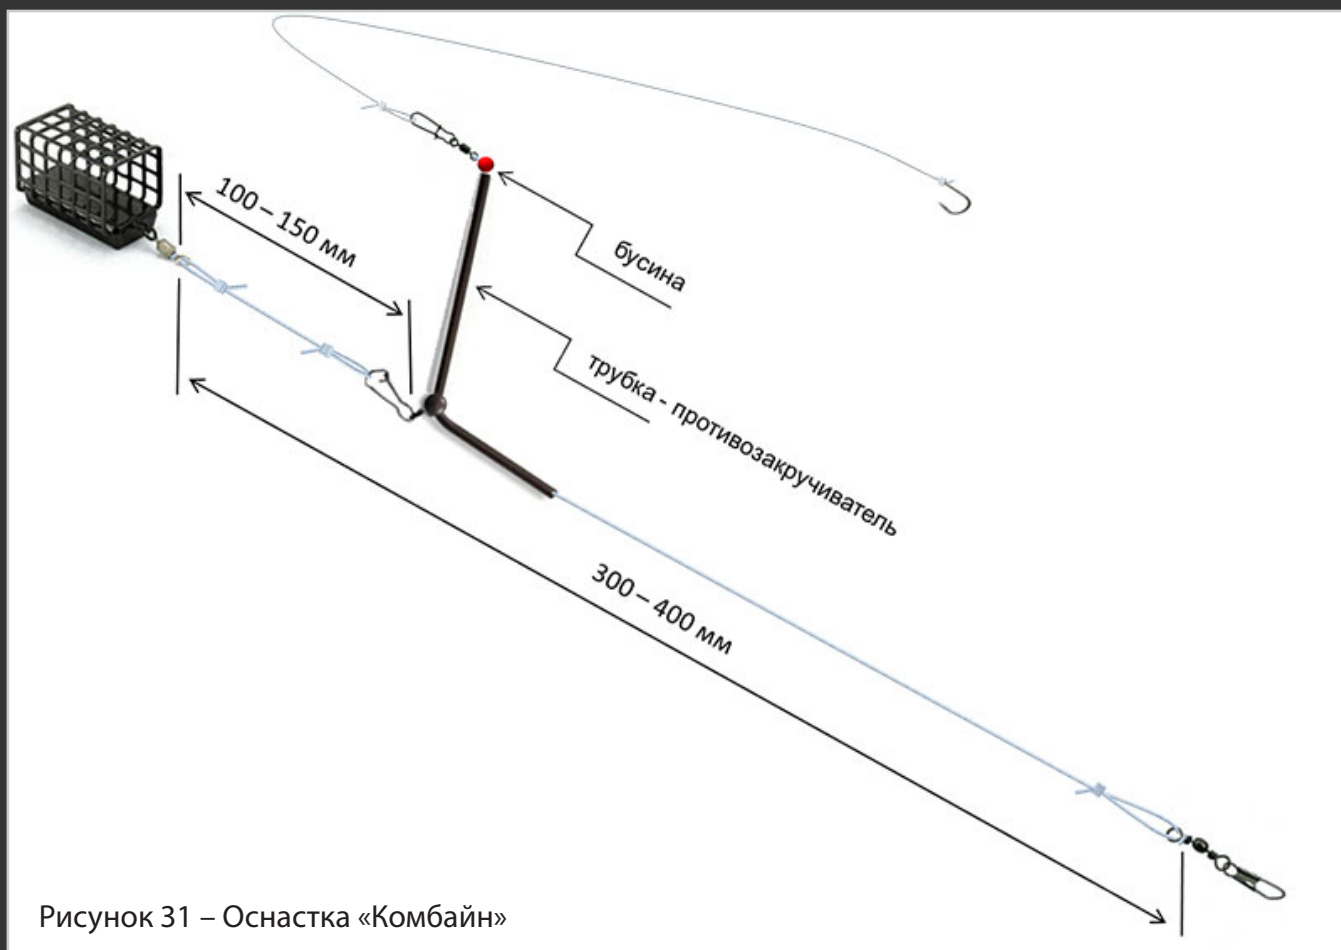 100 – 150 мм
бусина
трубка - противозакручиватель
300 – 400 мм
Рисунок 31 – Оснастка «Комбайн»